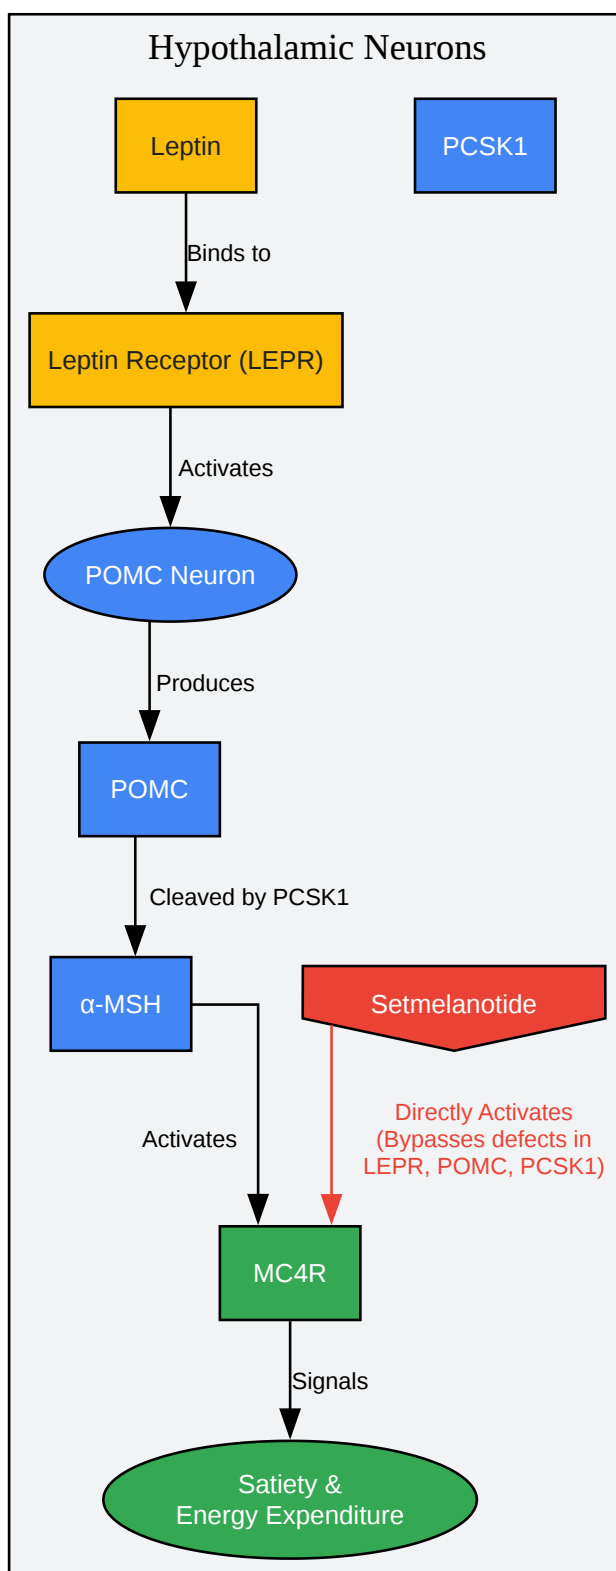 Hypothalamic Neurons
Leptin
PCSK1
Binds to
Leptin Receptor (LEPR)
Activates
POMC Neuron
Produces
POMC
Cleaved by PCSK1
α-MSH
Setmelanotide
Directly Activates
(Bypasses defects in
LEPR, POMC, PCSK1)
Activates
MC4R
Signals
Satiety &
Energy Expenditure